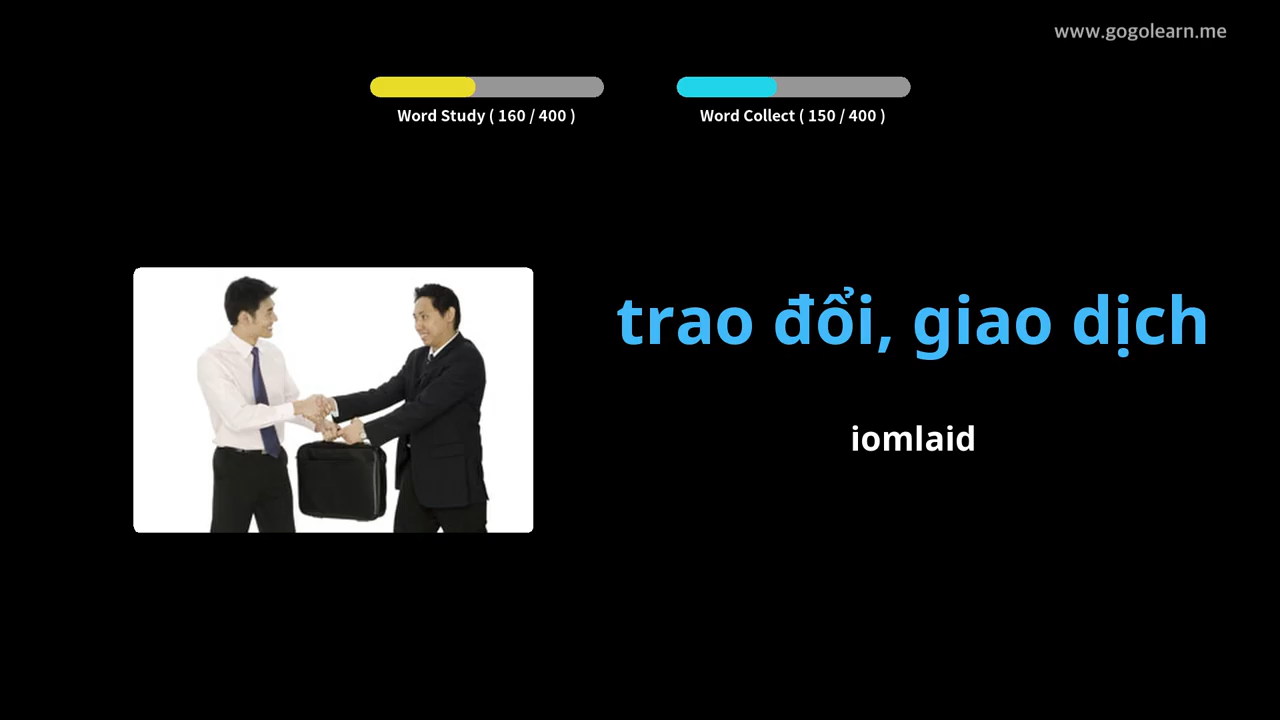 www.gogolearn.me
Word Study ( 160 / 400 )
Word Collect ( 150 / 400 )
trao đổi, giao dịch
iomlaid